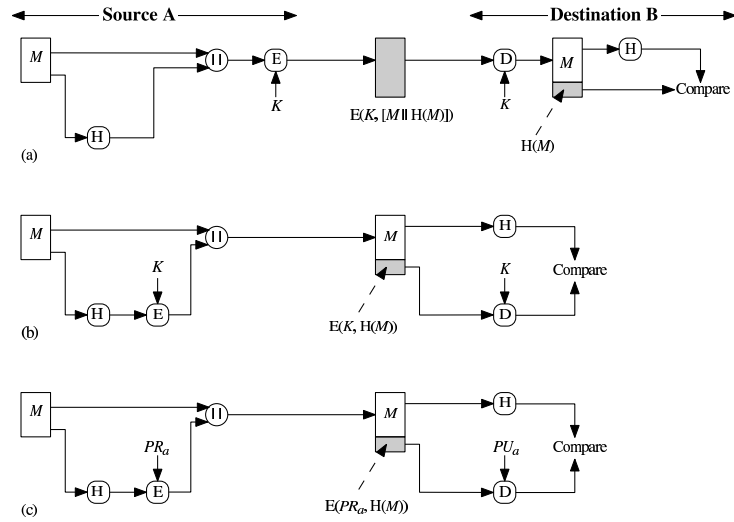 Source A
Destination B
M
||
E
K
H
E(K, [M || H(M)])
D
K
M
H
Compare
H(M)
(a)
M
||
K
H
E
M
E(K, H(M))
H
K
D
Compare
(b)
M
||
PRa
H
E
M
E(PRa, H(M))
H
PUa
D
Compare
(c)